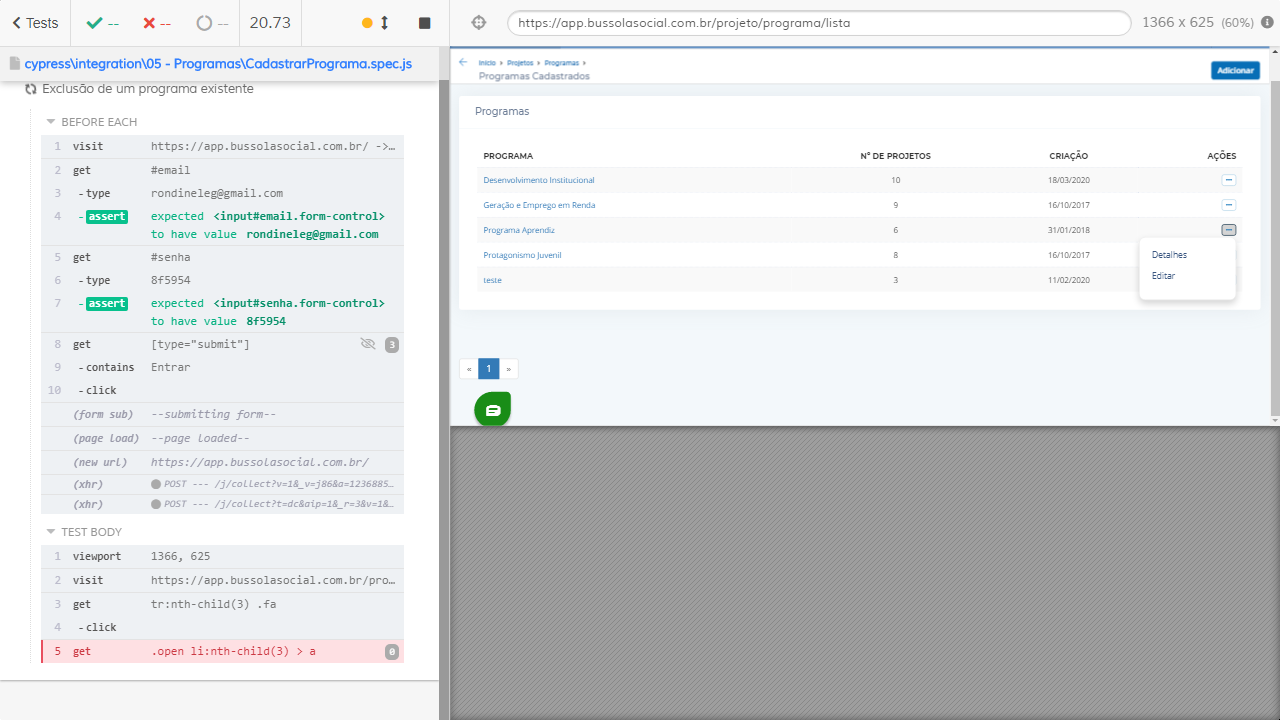 Tests
--
--
--
20.73
https://app.bussolasocial.com.br/projeto/programa/lista
1366 x 625 (60%)
cypress\integration\05 - Programas\CadastrarPrograma.spec.js
Exclusão de um programa existente
BEFORE EACH
1 visit https://app.bussolasocial.com.br/ ->…
2 get #email
3 -type rondineleg@gmail.com
4 -assert expected <input#email.form-control>
to have value rondineleg@gmail.com
5 get #senha
6 -type 8f5954
7 -assert expected <input#senha.form-control>
to have value 8f5954
8 get [type="submit"] 3
9 -contains Entrar
10 -click
(form sub) --submitting form--
(page load) --page loaded--
(new url) https://app.bussolasocial.com.br/
(xhr) POST --- /j/collect?v=1&_v=j86&a=1236885…
(xhr) POST --- /j/collect?t=dc&aip=1&_r=3&v=1&…
TEST BODY
1 viewport 1366, 625
2 visit https://app.bussolasocial.com.br/pro…
3 get tr:nth-child(3) .fa
4 -click
5 get .open li:nth-child(3) > a 0
Início > Projetos > Programas >
Programas Cadastrados
Adicionar
Programas
PROGRAMA Nº DE PROJETOS CRIAÇÃO AÇÕES
Desenvolvimento Institucional 10 18/03/2020
Geração e Emprego em Renda 9 16/10/2017
Programa Aprendiz 6 31/01/2018
Protagonismo Juvenil 8 16/10/2017
teste 3 11/02/2020
Detalhes
Editar
« 1 »